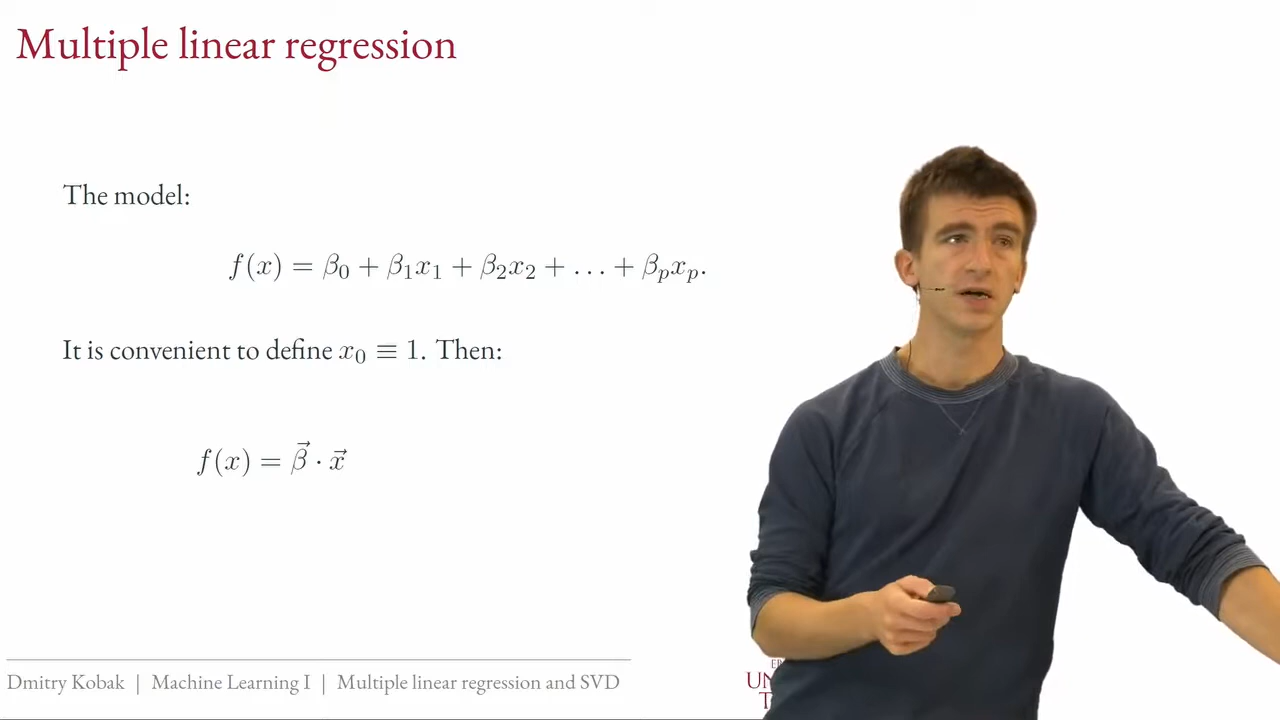 Multiple linear regression
The model:
f(x) = β₀ + β₁x₁ + β₂x₂ + … + βₚxₚ.
It is convenient to define x₀ ≡ 1. Then:
f(x) = β⃗ · x⃗
Dmitry Kobak | Machine Learning I | Multiple linear regression and SVD